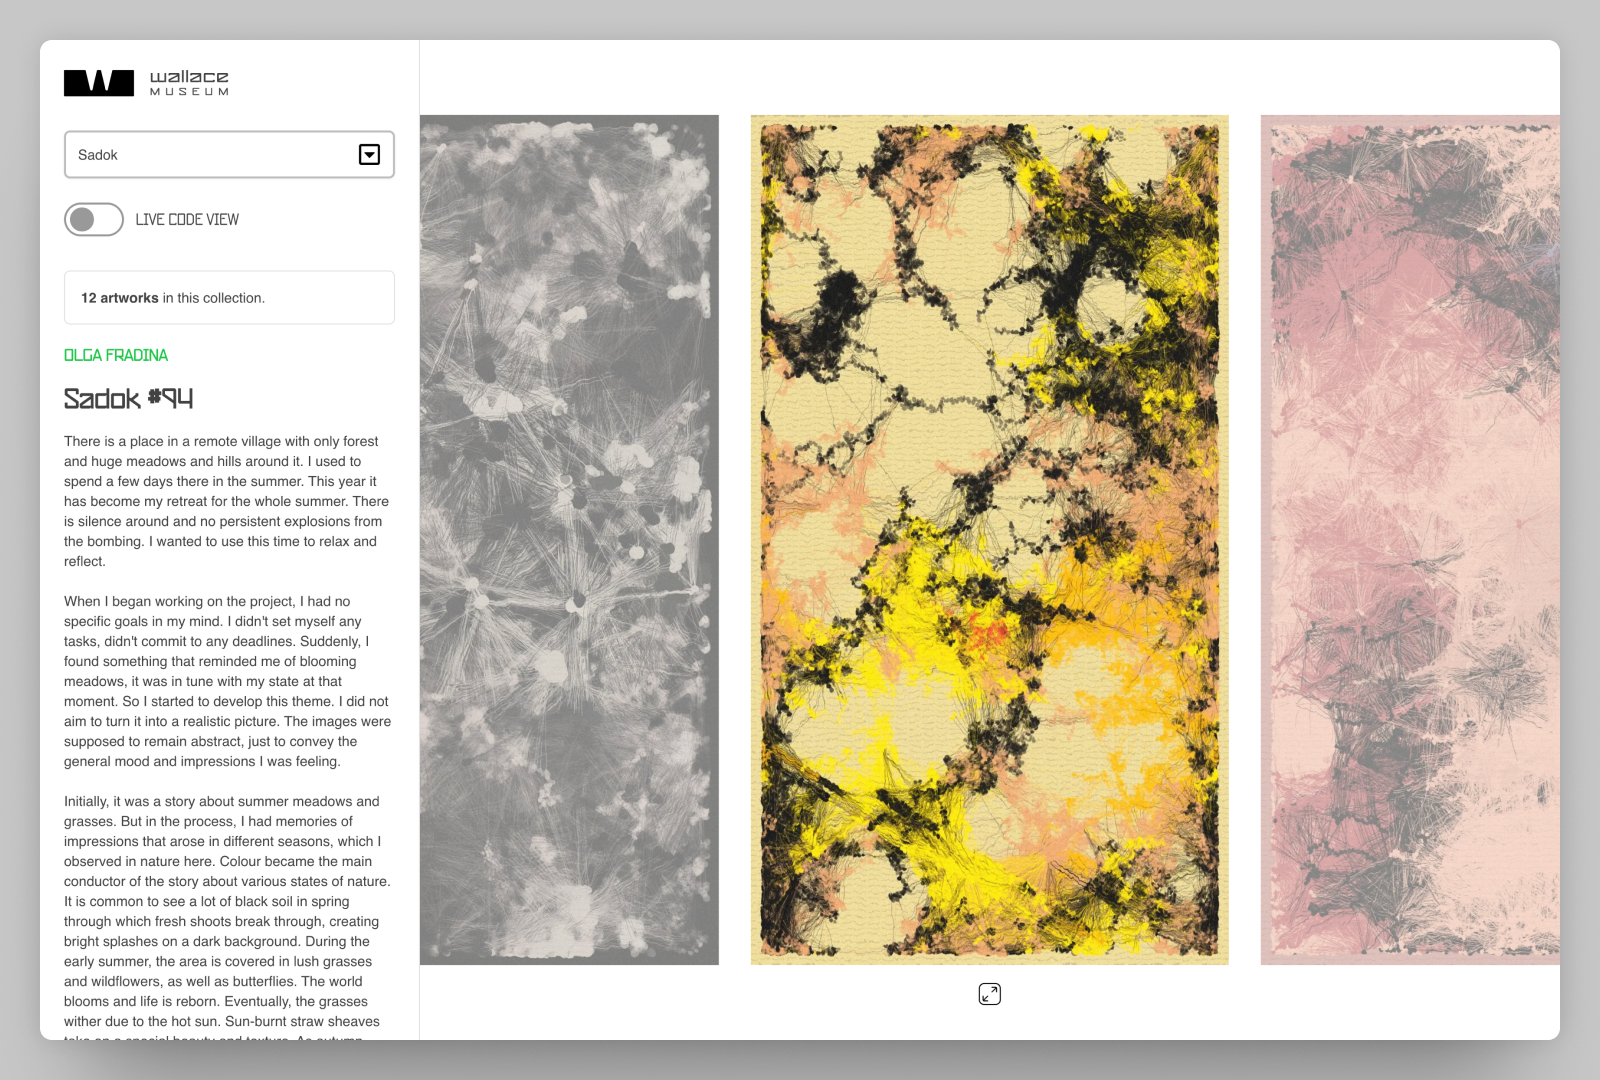 W
wallace
MUSEUM
Sadok
LIVE CODE VIEW
12 artworks in this collection.
OLGA FRADINA
Sadok #94
There is a place in a remote village with only forest
and huge meadows and hills around it. I used to
spend a few days there in the summer. This year it
has become my retreat for the whole summer. There
is silence around and no persistent explosions from
the bombing. I wanted to use this time to relax and
reflect.
When I began working on the project, I had no
specific goals in my mind. I didn't set myself any
tasks, didn't commit to any deadlines. Suddenly, I
found something that reminded me of blooming
meadows, it was in tune with my state at that
moment. So I started to develop this theme. I did not
aim to turn it into a realistic picture. The images were
supposed to remain abstract, just to convey the
general mood and impressions I was feeling.
Initially, it was a story about summer meadows and
grasses. But in the process, I had memories of
impressions that arose in different seasons, which I
observed in nature here. Colour became the main
conductor of the story about various states of nature.
It is common to see a lot of black soil in spring
through which fresh shoots break through, creating
bright splashes on a dark background. During the
early summer, the area is covered in lush grasses
and wildflowers, as well as butterflies. The world
blooms and life is reborn. Eventually, the grasses
wither due to the hot sun. Sun-burnt straw sheaves
take on a special beauty and texture. As autumn